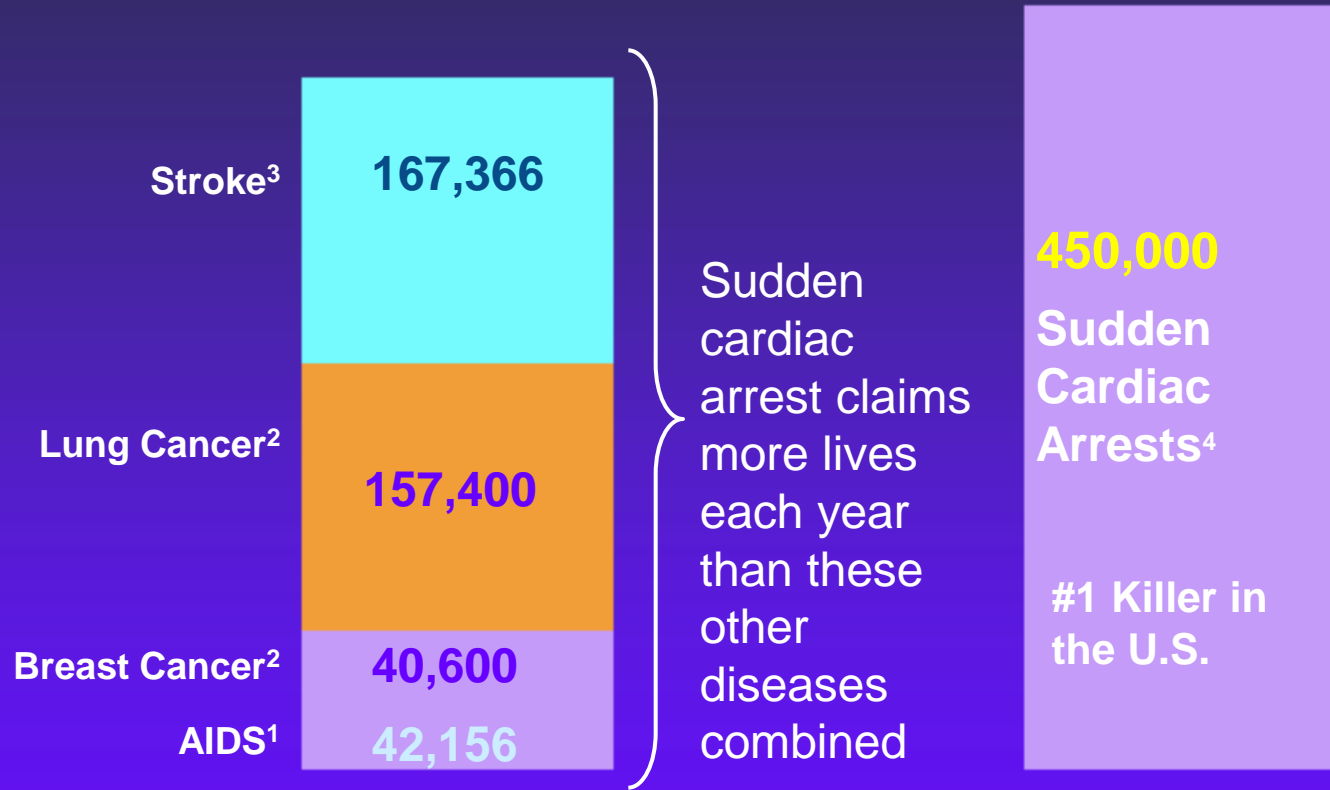 Stroke³
167,366
Lung Cancer²
157,400
Breast Cancer²
40,600
AIDS¹
42,156
Sudden
cardiac
arrest claims
more lives
each year
than these
other
diseases
combined
450,000
Sudden
Cardiac
Arrests⁴
#1 Killer in
the U.S.